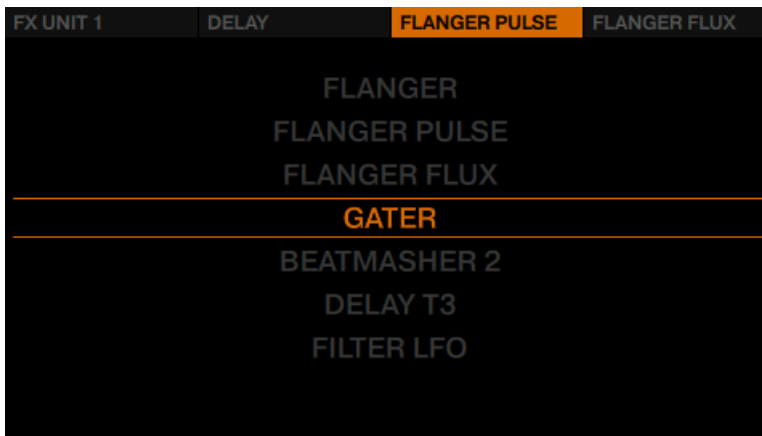 FX UNIT 1 DELAY FLANGER PULSE FLANGER FLUX
FLANGER
FLANGER PULSE
FLANGER FLUX
GATER
BEATMASHER 2
DELAY T3
FILTER LFO